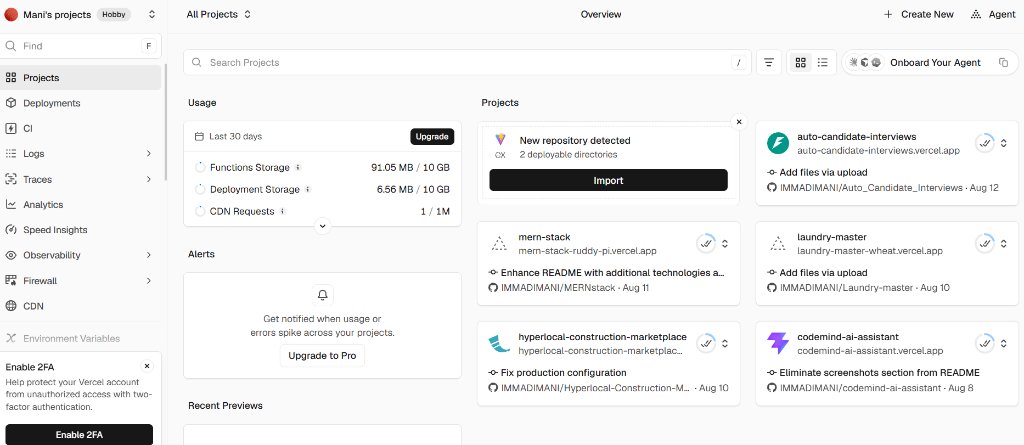 Mani's projects Hobby
Find F
Projects
Deployments
CI
Logs
Traces
Analytics
Speed Insights
Observability
Firewall
CDN
Environment Variables
Enable 2FA
Help protect your Vercel account
from unauthorized access with two-
factor authentication.
Enable 2FA
All Projects
Overview
Create New
Agent
Search Projects /
Onboard Your Agent
Usage
Last 30 days Upgrade
Functions Storage 91.05 MB / 10 GB
Deployment Storage 6.56 MB / 10 GB
CDN Requests 1 / 1M
Alerts
Get notified when usage or
errors spike across your projects.
Upgrade to Pro
Recent Previews
Projects
New repository detected
2 deployable directories
Import
auto-candidate-interviews
auto-candidate-interviews.vercel.app
Add files via upload
IMMADIMANI/Auto_Candidate_Interviews · Aug 12
mern-stack
mern-stack-ruddy-pi.vercel.app
Enhance README with additional technologies a...
IMMADIMANI/MERNstack · Aug 11
laundry-master
laundry-master-wheat.vercel.app
Add files via upload
IMMADIMANI/Laundry-master · Aug 10
hyperlocal-construction-marketplace
hyperlocal-construction-marketplac...
Fix production configuration
IMMADIMANI/Hyperlocal-Construction-M... · Aug 10
codemind-ai-assistant
codemind-ai-assistant.vercel.app
Eliminate screenshots section from README
IMMADIMANI/codemind-ai-assistant · Aug 8